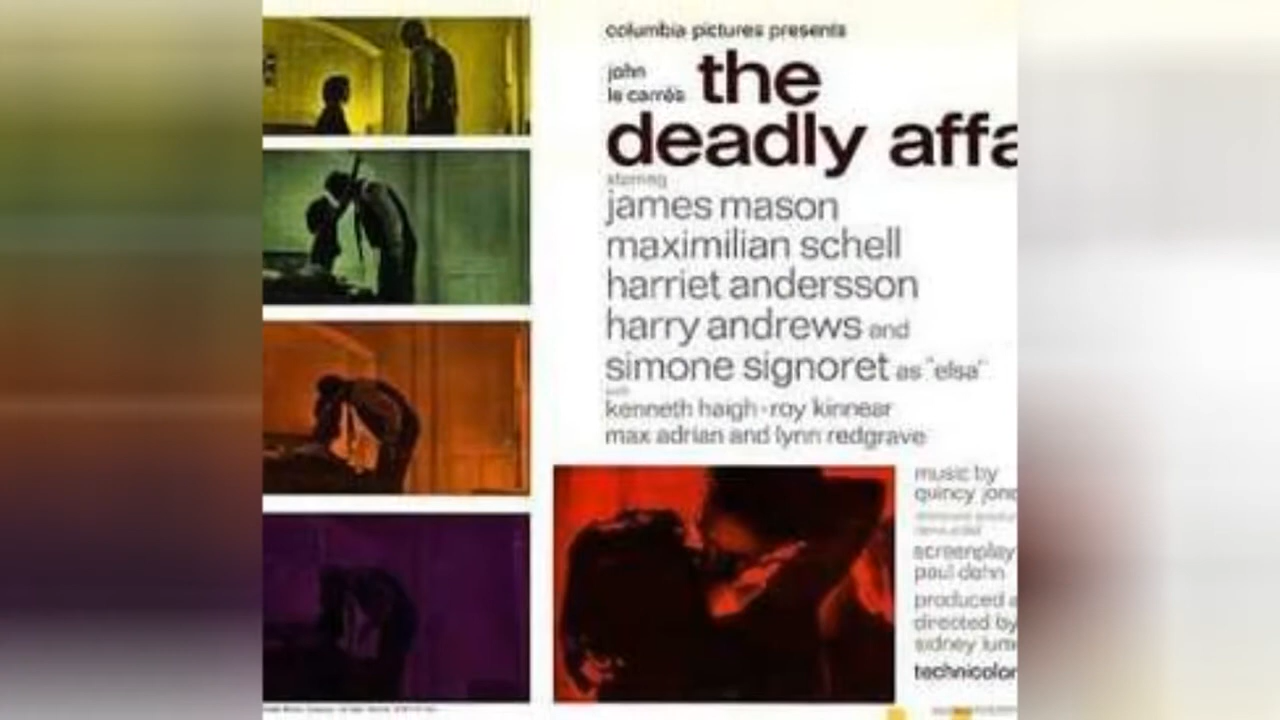 columbia pictures presents
john
le carrés the
deadly affa
starring
james mason
maximilian schell
harriet andersson
harry andrews and
simone signoret as "elsa"
with
kenneth haigh · roy kinnear
max adrian and lynn redgrave
music by
quincy jon
screenplay
paul dehn
produced a
directed by
sidney lum
technicolor